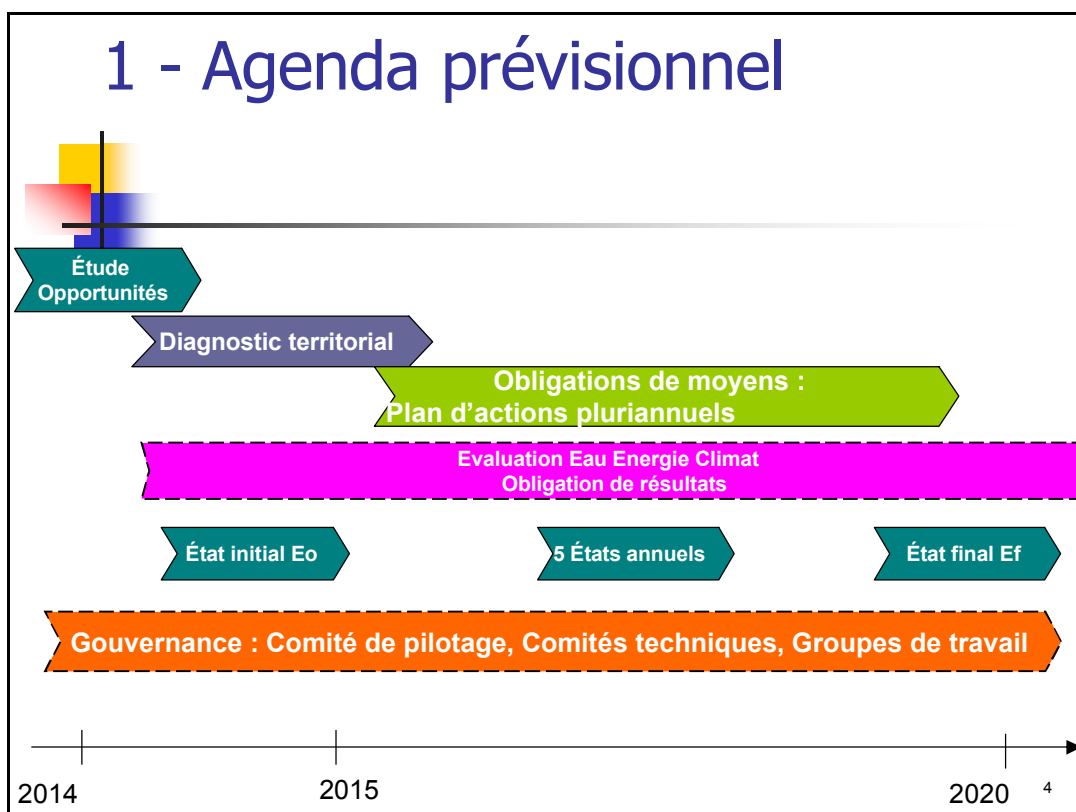 1 - Agenda prévisionnel
Étude
Opportunités
Diagnostic territorial
Obligations de moyens :
Plan d’actions pluriannuels
Evaluation Eau Energie Climat
Obligation de résultats
État initial Eo
5 États annuels
État final Ef
Gouvernance : Comité de pilotage, Comités techniques, Groupes de travail
2014
2015
2020
4